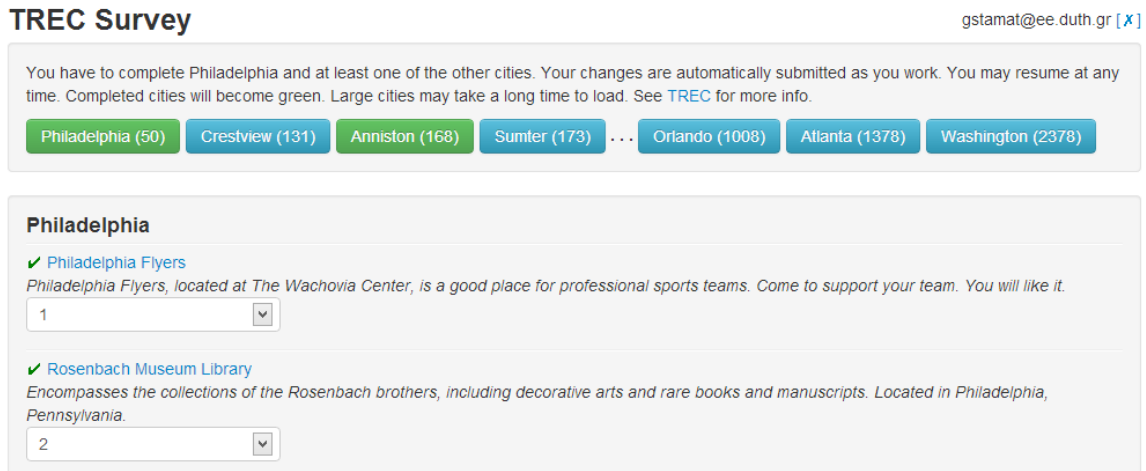 TREC Survey
gstamat@ee.duth.gr [✗]
You have to complete Philadelphia and at least one of the other cities. Your changes are automatically submitted as you work. You may resume at any
time. Completed cities will become green. Large cities may take a long time to load. See TREC for more info.
Philadelphia (50) Crestview (131) Anniston (168) Sumter (173) ... Orlando (1008) Atlanta (1378) Washington (2378)
Philadelphia
✔ Philadelphia Flyers
Philadelphia Flyers, located at The Wachovia Center, is a good place for professional sports teams. Come to support your team. You will like it.
1
✔ Rosenbach Museum Library
Encompasses the collections of the Rosenbach brothers, including decorative arts and rare books and manuscripts. Located in Philadelphia,
Pennsylvania.
2